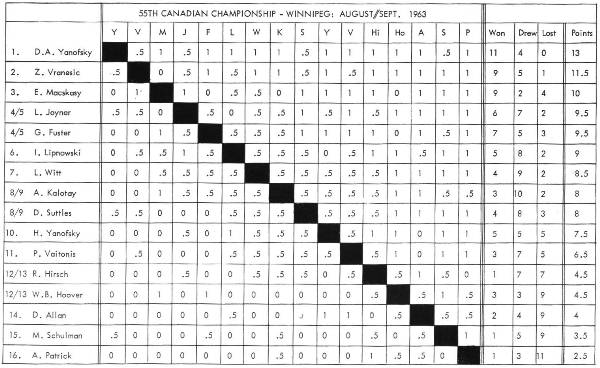 55TH CANADIAN CHAMPIONSHIP - WINNIPEG: AUGUST/SEPT. 1963
Y V M J F L W K S Y V Hi Ho A S P Won Drew Lost Points
1. D.A. Yanofsky .5 1 .5 1 1 1 1 .5 1 1 1 1 1 .5 1 11 4 0 13
2. Z. Vranesic .5 0 .5 1 .5 1 1 .5 1 .5 1 1 1 1 1 9 5 1 11.5
3. E. Macskasy 0 1 1 0 .5 .5 0 1 1 1 1 0 1 1 1 9 2 4 10
4/5 L. Joyner .5 .5 0 .5 0 .5 .5 1 .5 1 .5 1 1 1 1 6 7 2 9.5
4/5 G. Fuster 0 0 1 .5 .5 .5 .5 1 1 1 1 0 1 .5 1 7 5 3 9.5
6. I. Lipnowski 0 .5 .5 1 .5 .5 .5 .5 0 .5 1 1 .5 1 1 5 8 2 9
7. L. Witt 0 0 .5 .5 .5 .5 .5 .5 .5 .5 .5 1 1 1 1 4 9 2 8.5
8/9 A. Kalotay 0 0 1 .5 .5 .5 .5 .5 .5 .5 .5 1 1 .5 .5 3 10 2 8
8/9 D. Suttles .5 .5 0 0 0 .5 .5 .5 .5 .5 .5 1 1 1 1 4 8 3 8
10. H. Yanofsky 0 0 0 .5 0 1 .5 .5 .5 .5 1 1 0 1 1 5 5 5 7.5
11. P. Vaitonis 0 .5 0 0 0 .5 .5 .5 .5 .5 .5 1 0 1 1 3 7 5 6.5
12/13 R. Hirsch 0 0 0 .5 0 0 .5 .5 .5 0 .5 .5 1 .5 0 1 7 7 4.5
12/13 W.B. Hoover 0 0 1 0 1 0 0 0 0 0 0 .5 .5 1 .5 3 3 9 4.5
14. D. Allan 0 0 0 0 0 .5 0 0 1 1 0 .5 .5 .5 2 4 9 4
15. M. Schulman .5 0 0 0 .5 0 0 .5 0 0 0 .5 0 .5 1 1 5 9 3.5
16. A. Patrick 0 0 0 0 0 0 0 .5 0 0 0 1 .5 .5 0 1 3 11 2.5